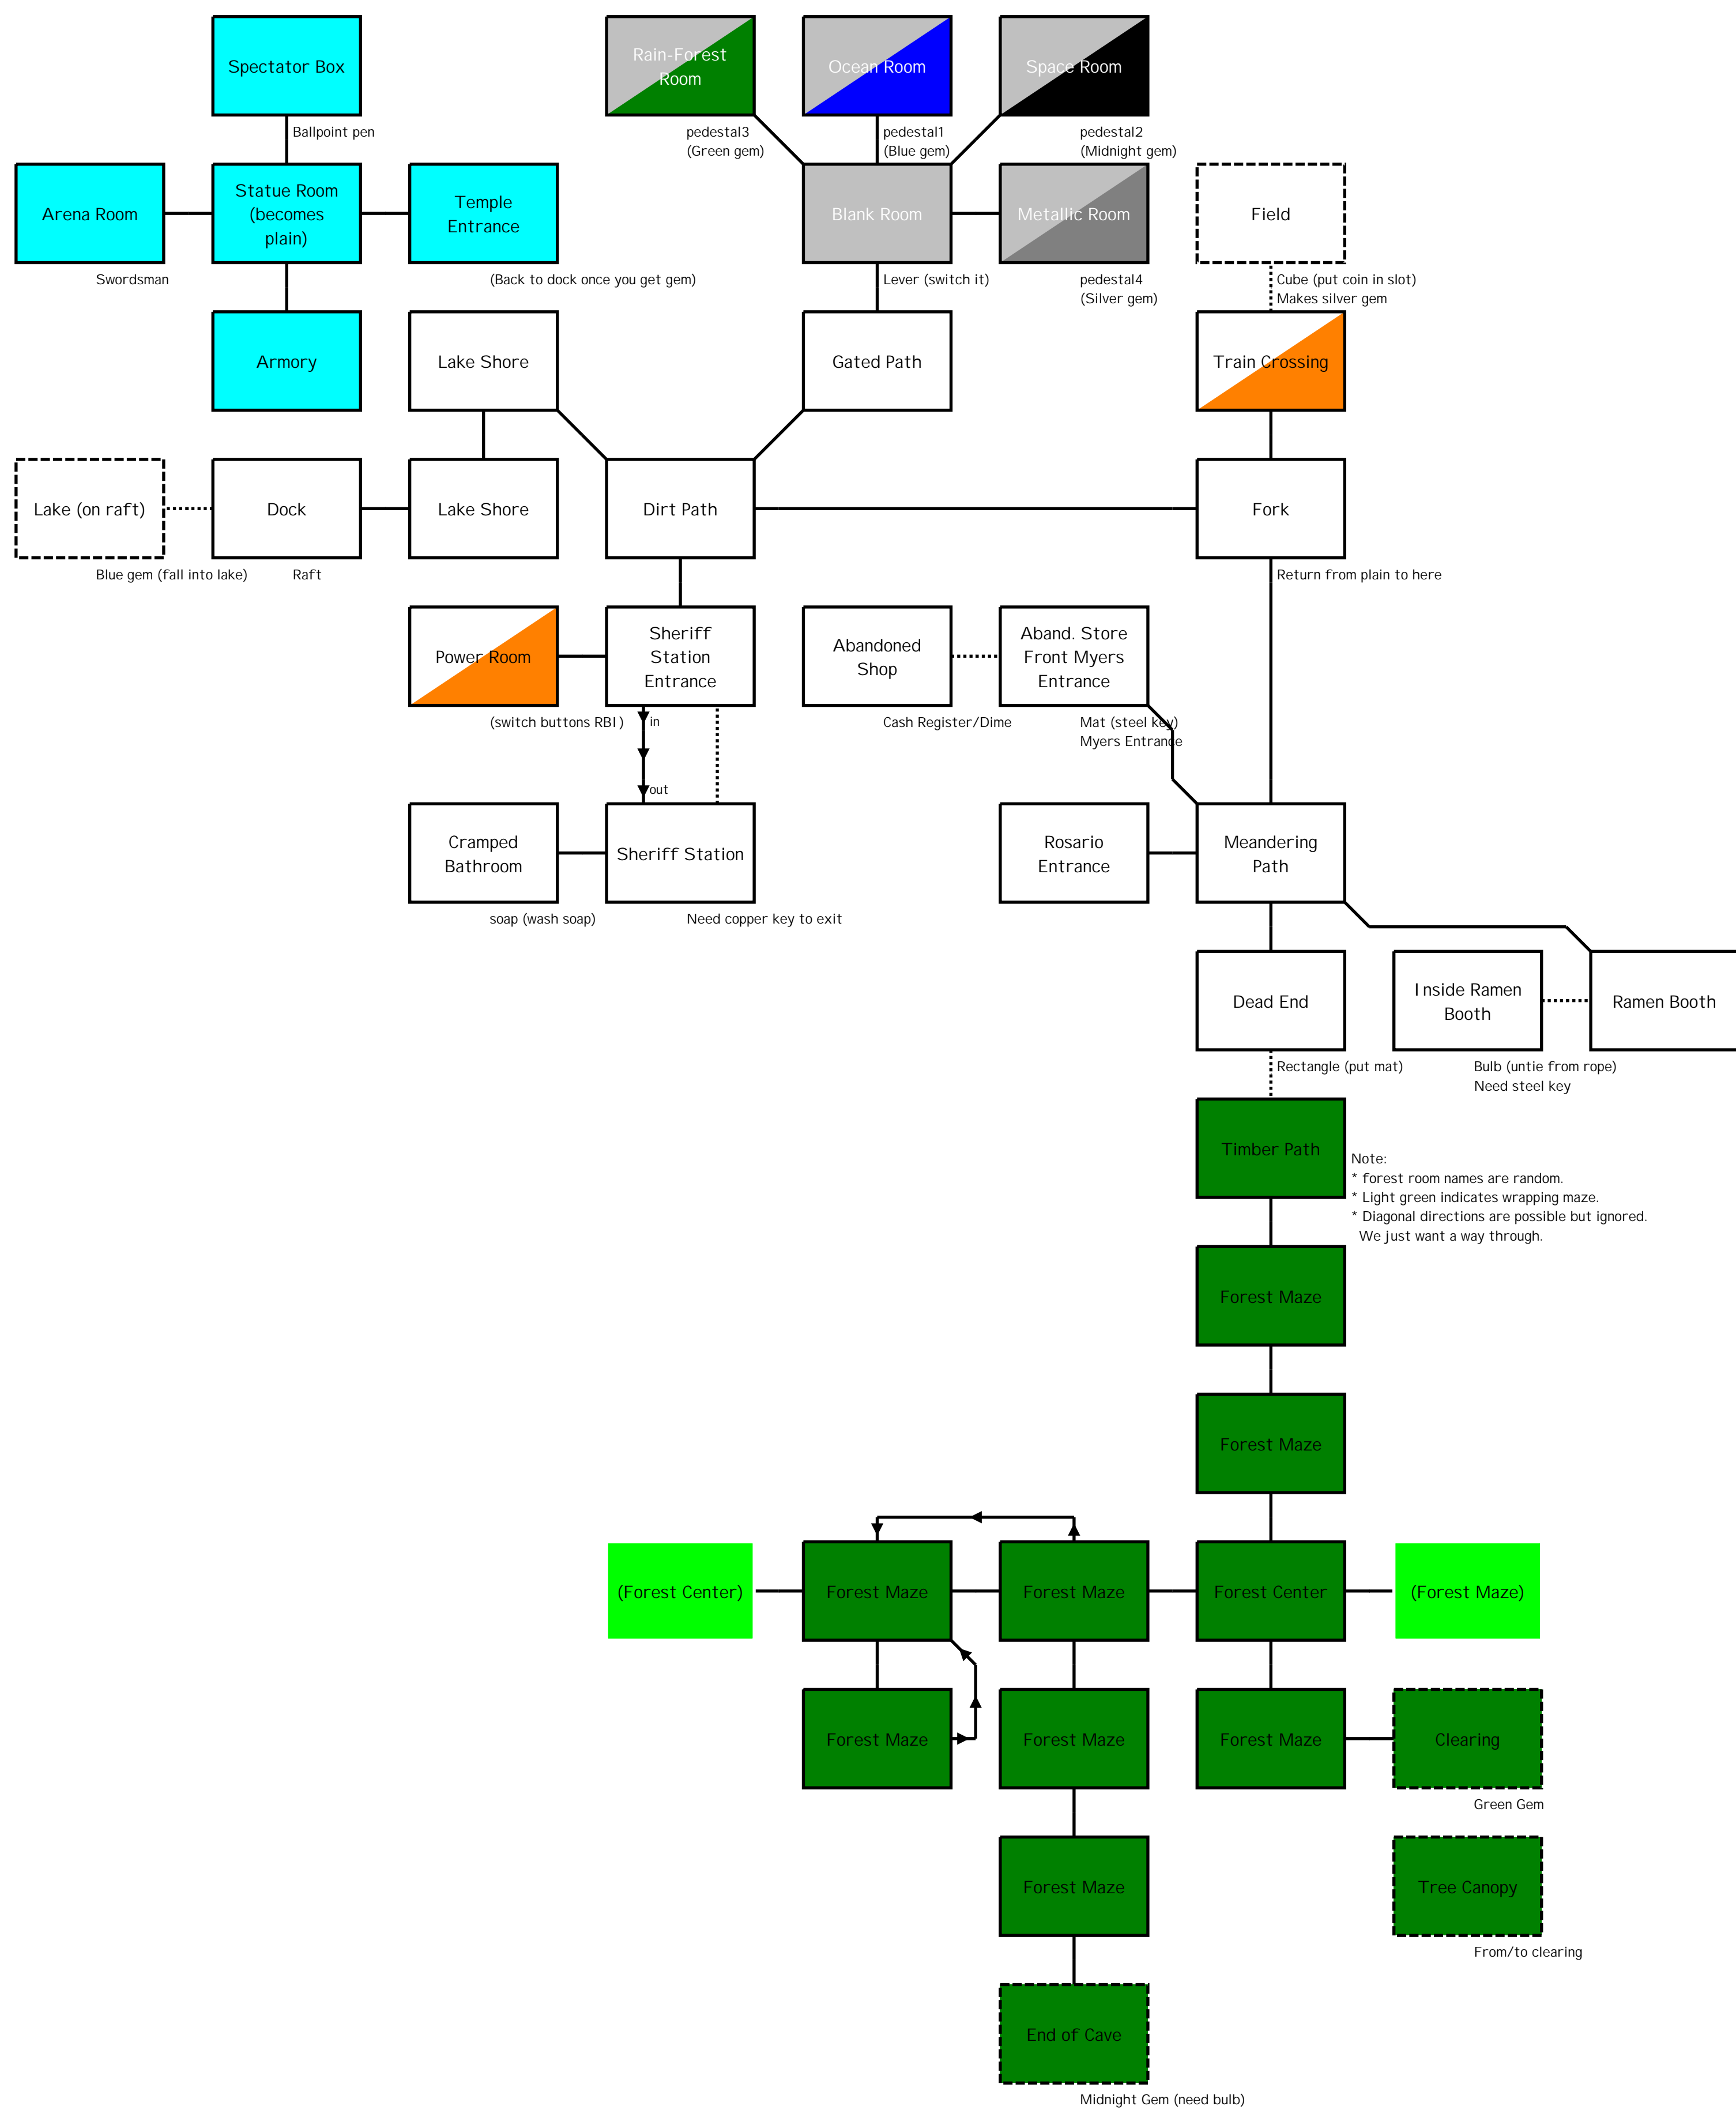 Spectator Box
Rain-Forest
Room
Ocean Room
Space Room
Ballpoint pen
pedestal3
(Green gem)
pedestal1
(Blue gem)
pedestal2
(Midnight gem)
Arena Room
Statue Room
(becomes
plain)
Temple
Entrance
Blank Room
Metallic Room
Field
Swordsman
(Back to dock once you get gem)
Lever (switch it)
pedestal4
(Silver gem)
Cube (put coin in slot)
Makes silver gem
Armory
Lake Shore
Gated Path
Train Crossing
Lake (on raft)
Dock
Lake Shore
Dirt Path
Fork
Blue gem (fall into lake)
Raft
Return from plain to here
Power Room
Sheriff
Station
Entrance
Abandoned
Shop
Aband. Store
Front Myers
Entrance
(switch buttons RBI)
in
Cash Register/Dime
Mat (steel key)
Myers Entrance
out
Cramped
Bathroom
Sheriff Station
Rosario
Entrance
Meandering
Path
soap (wash soap)
Need copper key to exit
Dead End
Inside Ramen
Booth
Ramen Booth
Rectangle (put mat)
Bulb (untie from rope)
Need steel key
Timber Path
Note:
* forest room names are random.
* Light green indicates wrapping maze.
* Diagonal directions are possible but ignored.
We just want a way through.
Forest Maze
Forest Maze
(Forest Center)
Forest Maze
Forest Maze
Forest Center
(Forest Maze)
Forest Maze
Forest Maze
Forest Maze
Clearing
Green Gem
Forest Maze
Tree Canopy
From/to clearing
End of Cave
Midnight Gem (need bulb)